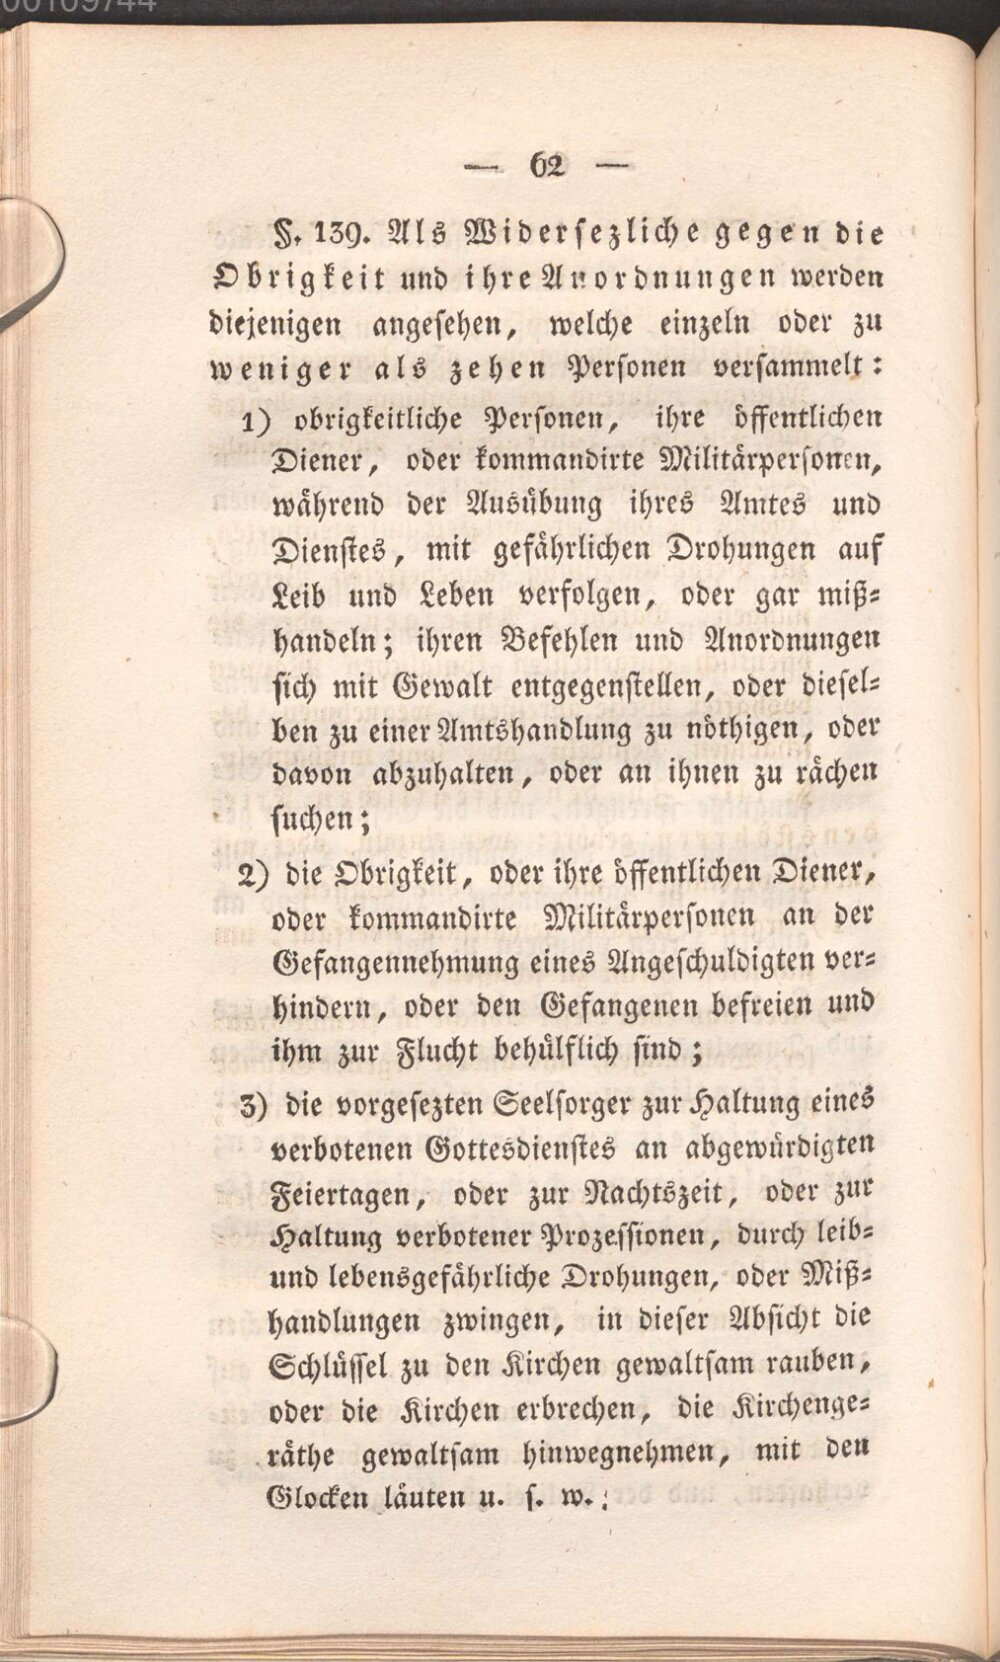 00109744
— 62 —
§. 139. Als Widersezliche gegen die
Obrigkeit und ihre Anordnungen werden
diejenigen angesehen, welche einzeln oder zu
weniger als zehen Personen versammelt:
1) obrigkeitliche Personen, ihre öffentlichen
Diener, oder kommandirte Militärpersonen,
während der Ausübung ihres Amtes und
Dienstes, mit gefährlichen Drohungen auf
Leib und Leben verfolgen, oder gar miß-
handeln; ihren Befehlen und Anordnungen
sich mit Gewalt entgegenstellen, oder diesel-
ben zu einer Amtshandlung zu nöthigen, oder
davon abzuhalten, oder an ihnen zu rächen
suchen;
2) die Obrigkeit, oder ihre öffentlichen Diener,
oder kommandirte Militärpersonen an der
Gefangennehmung eines Angeschuldigten ver-
hindern, oder den Gefangenen befreien und
ihm zur Flucht behülflich sind;
3) die vorgesezten Seelsorger zur Haltung eines
verbotenen Gottesdienstes an abgewürdigten
Feiertagen, oder zur Nachtszeit, oder zur
Haltung verbotener Prozessionen, durch leib-
und lebensgefährliche Drohungen, oder Miß-
handlungen zwingen, in dieser Absicht die
Schlüssel zu den Kirchen gewaltsam rauben,
oder die Kirchen erbrechen, die Kirchenge-
räthe gewaltsam hinwegnehmen, mit den
Glocken läuten u. s. w.;